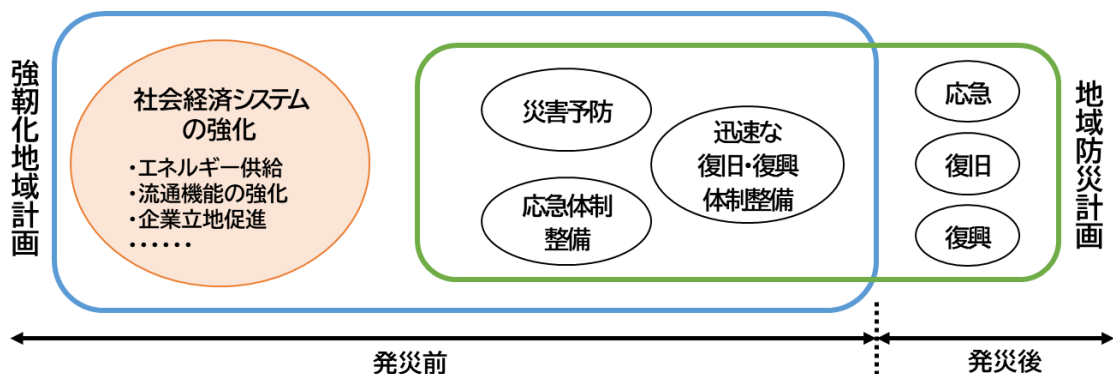 強靭化地域計画
社会経済システム
の強化
・エネルギー供給
・流通機能の強化
・企業立地促進
・・・・・・
災害予防
応急体制
整備
迅速な
復旧・復興
体制整備
応急
復旧
復興
地域防災計画
発災前
発災後